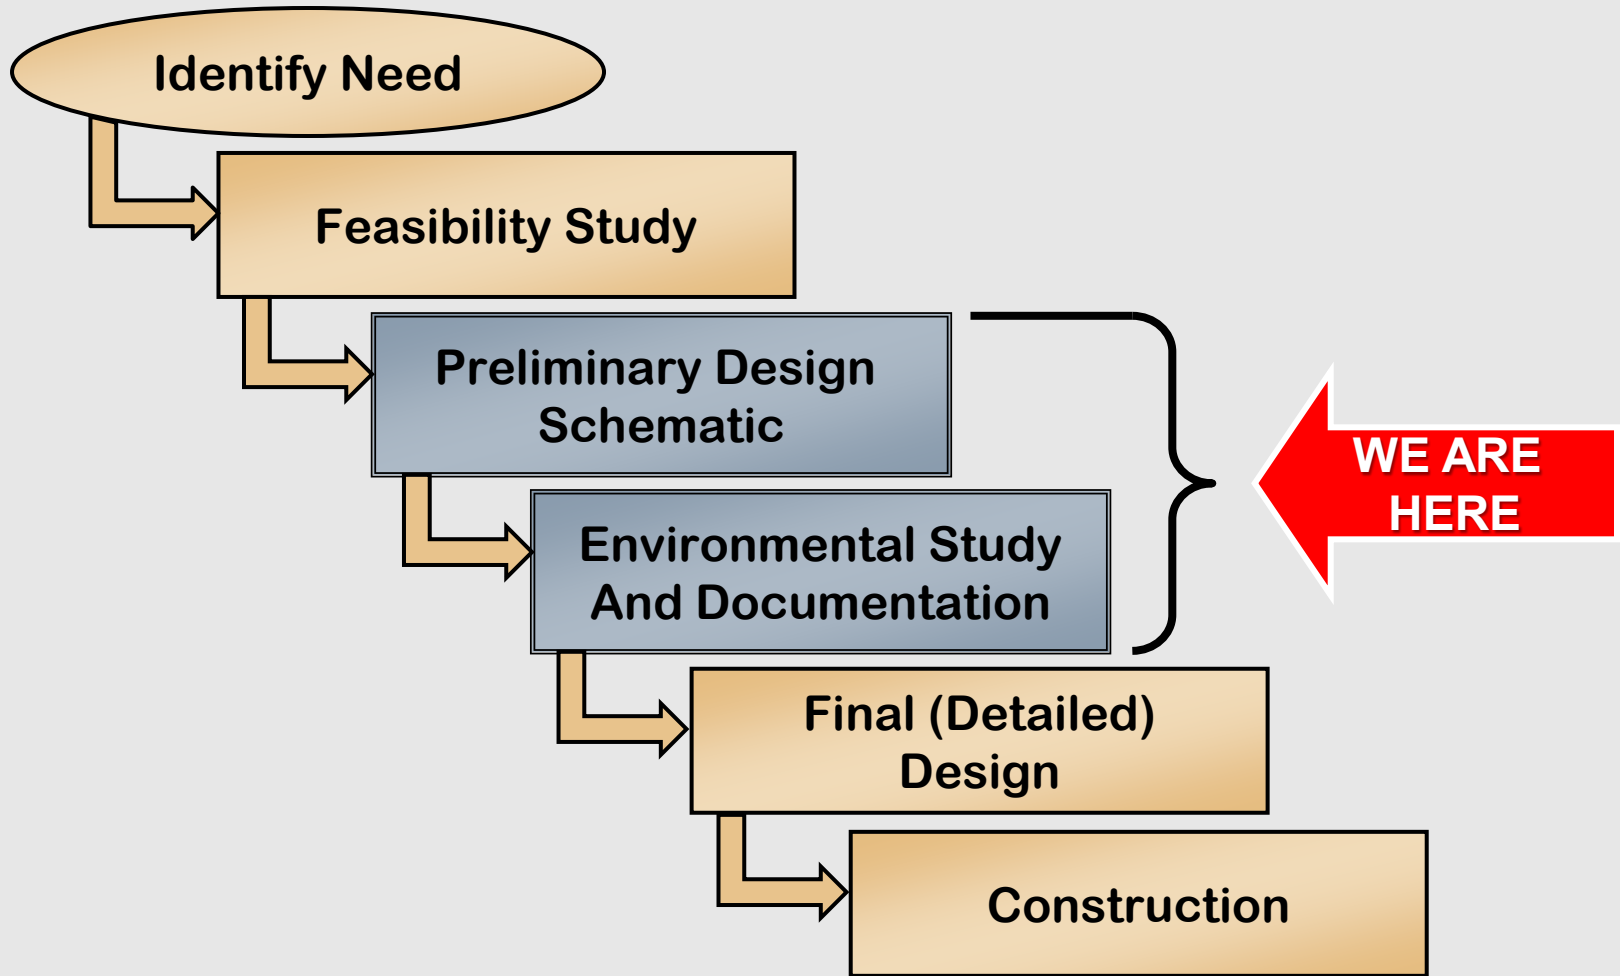 Identify Need
Feasibility Study
Preliminary Design
Schematic
Environmental Study
And Documentation
WE ARE
HERE
Final (Detailed)
Design
Construction